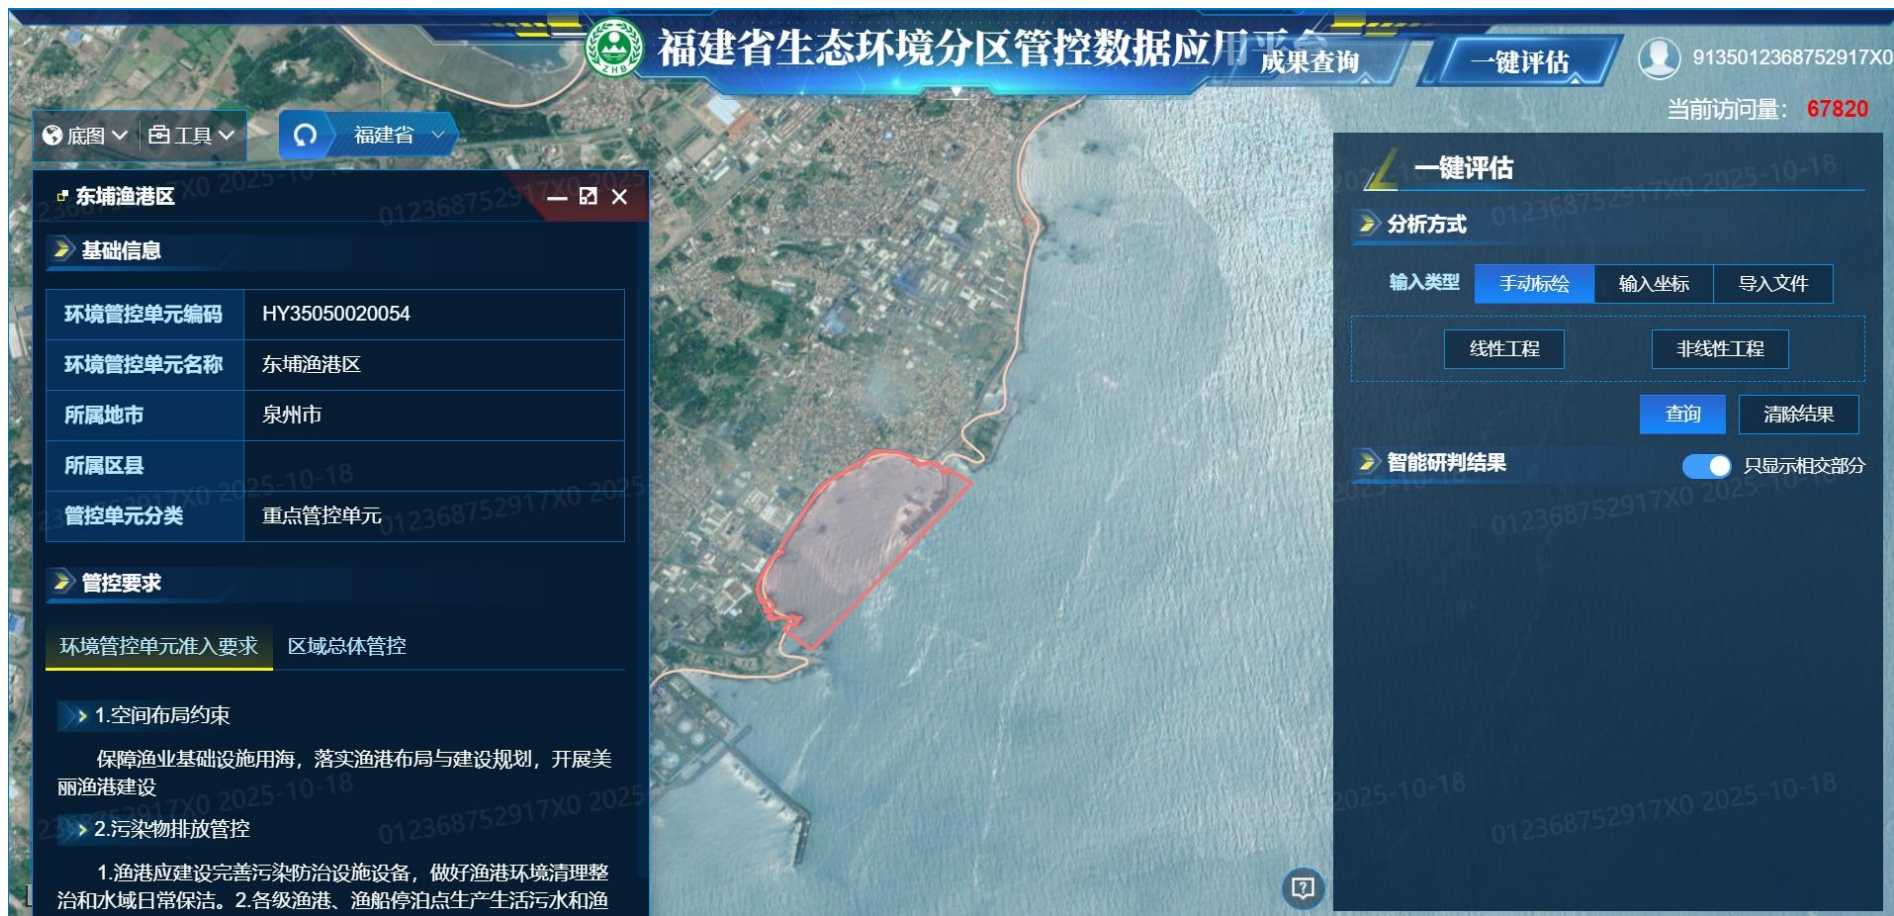 福建省生态环境分区管控数据应用平台
成果查询
一键评估
9135012368752917X0
当前访问量： 67820
底图
工具
福建省
东埔渔港区
基础信息
环境管控单元编码 HY35050020054
环境管控单元名称 东埔渔港区
所属地市 泉州市
所属区县
管控单元分类 重点管控单元
管控要求
环境管控单元准入要求 区域总体管控
1.空间布局约束
保障渔业基础设施用海，落实渔港布局与建设规划，开展美
丽渔港建设
2.污染物排放管控
1.渔港应建设完善污染防治设施设备，做好渔港环境清理整
治和水域日常保洁。2.各级渔港、渔船停泊点生产生活污水和渔
一键评估
分析方式
输入类型 手动标绘 输入坐标 导入文件
线性工程 非线性工程
查询 清除结果
智能研判结果 只显示相交部分
012368752917X0 2025-10-18
012368752917X0 2025-10-18
012368752917X0 2025-10-18